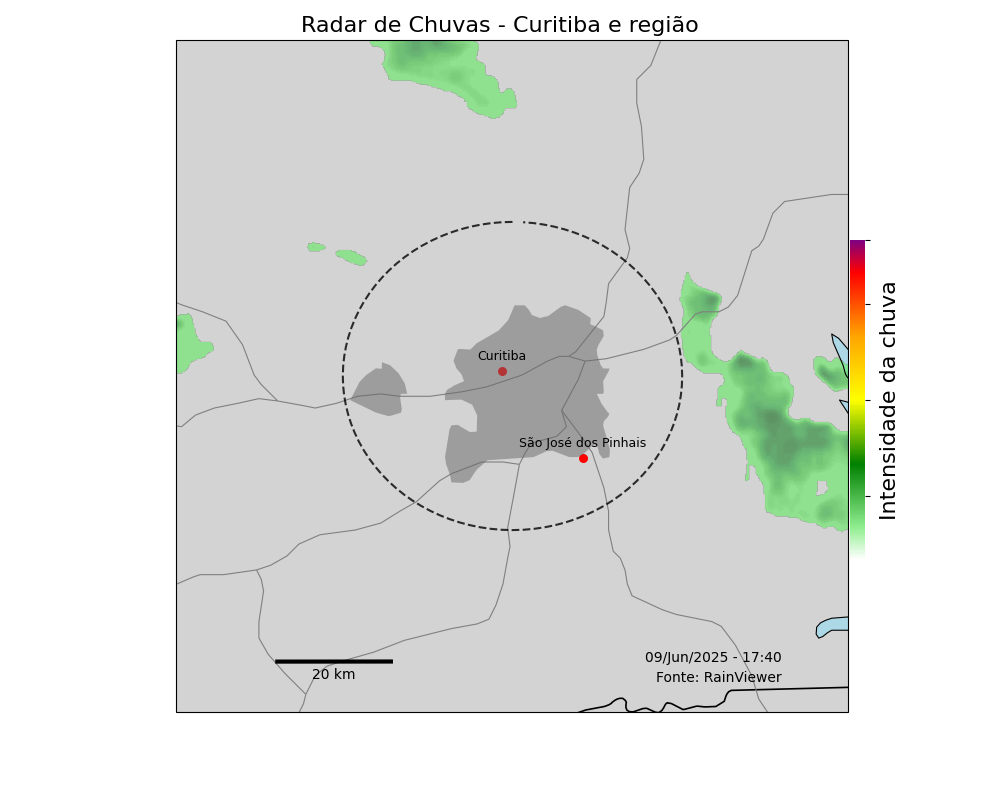 Radar de Chuvas - Curitiba e região
Curitiba
São José dos Pinhais
Intensidade da chuva
20 km
09/Jun/2025 - 17:40
Fonte: RainViewer